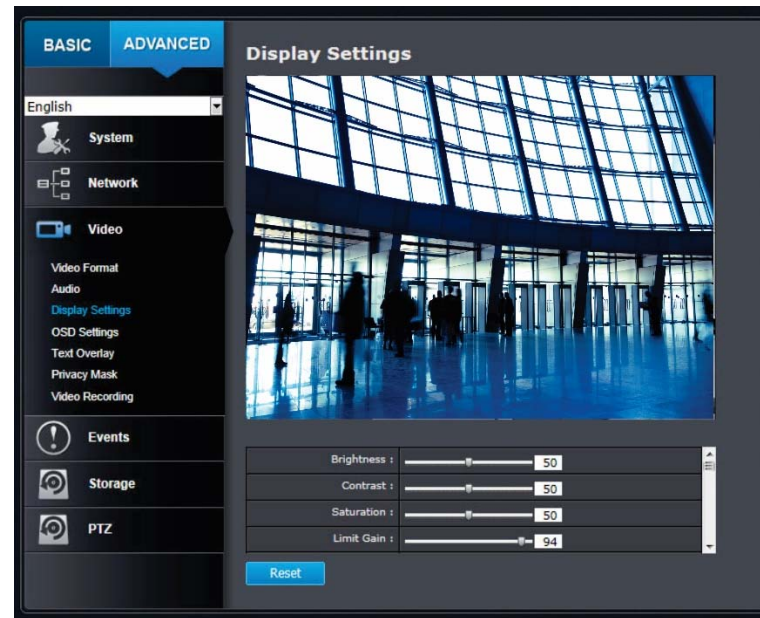 BASIC ADVANCED
English
System
Network
Video
Video Format
Audio
Display Settings
OSD Settings
Text Overlay
Privacy Mask
Video Recording
Events
Storage
PTZ
Display Settings
Brightness : 50
Contrast : 50
Saturation : 50
Limit Gain : 94
Reset